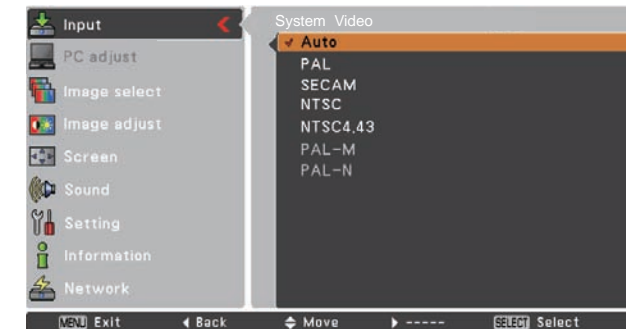 Input
PC adjust
Image select
Image adjust
Screen
Sound
Setting
Information
Network
System Video
Auto
PAL
SECAM
NTSC
NTSC4.43
PAL-M
PAL-N
MENU Exit Back Move ----- SELECT Select